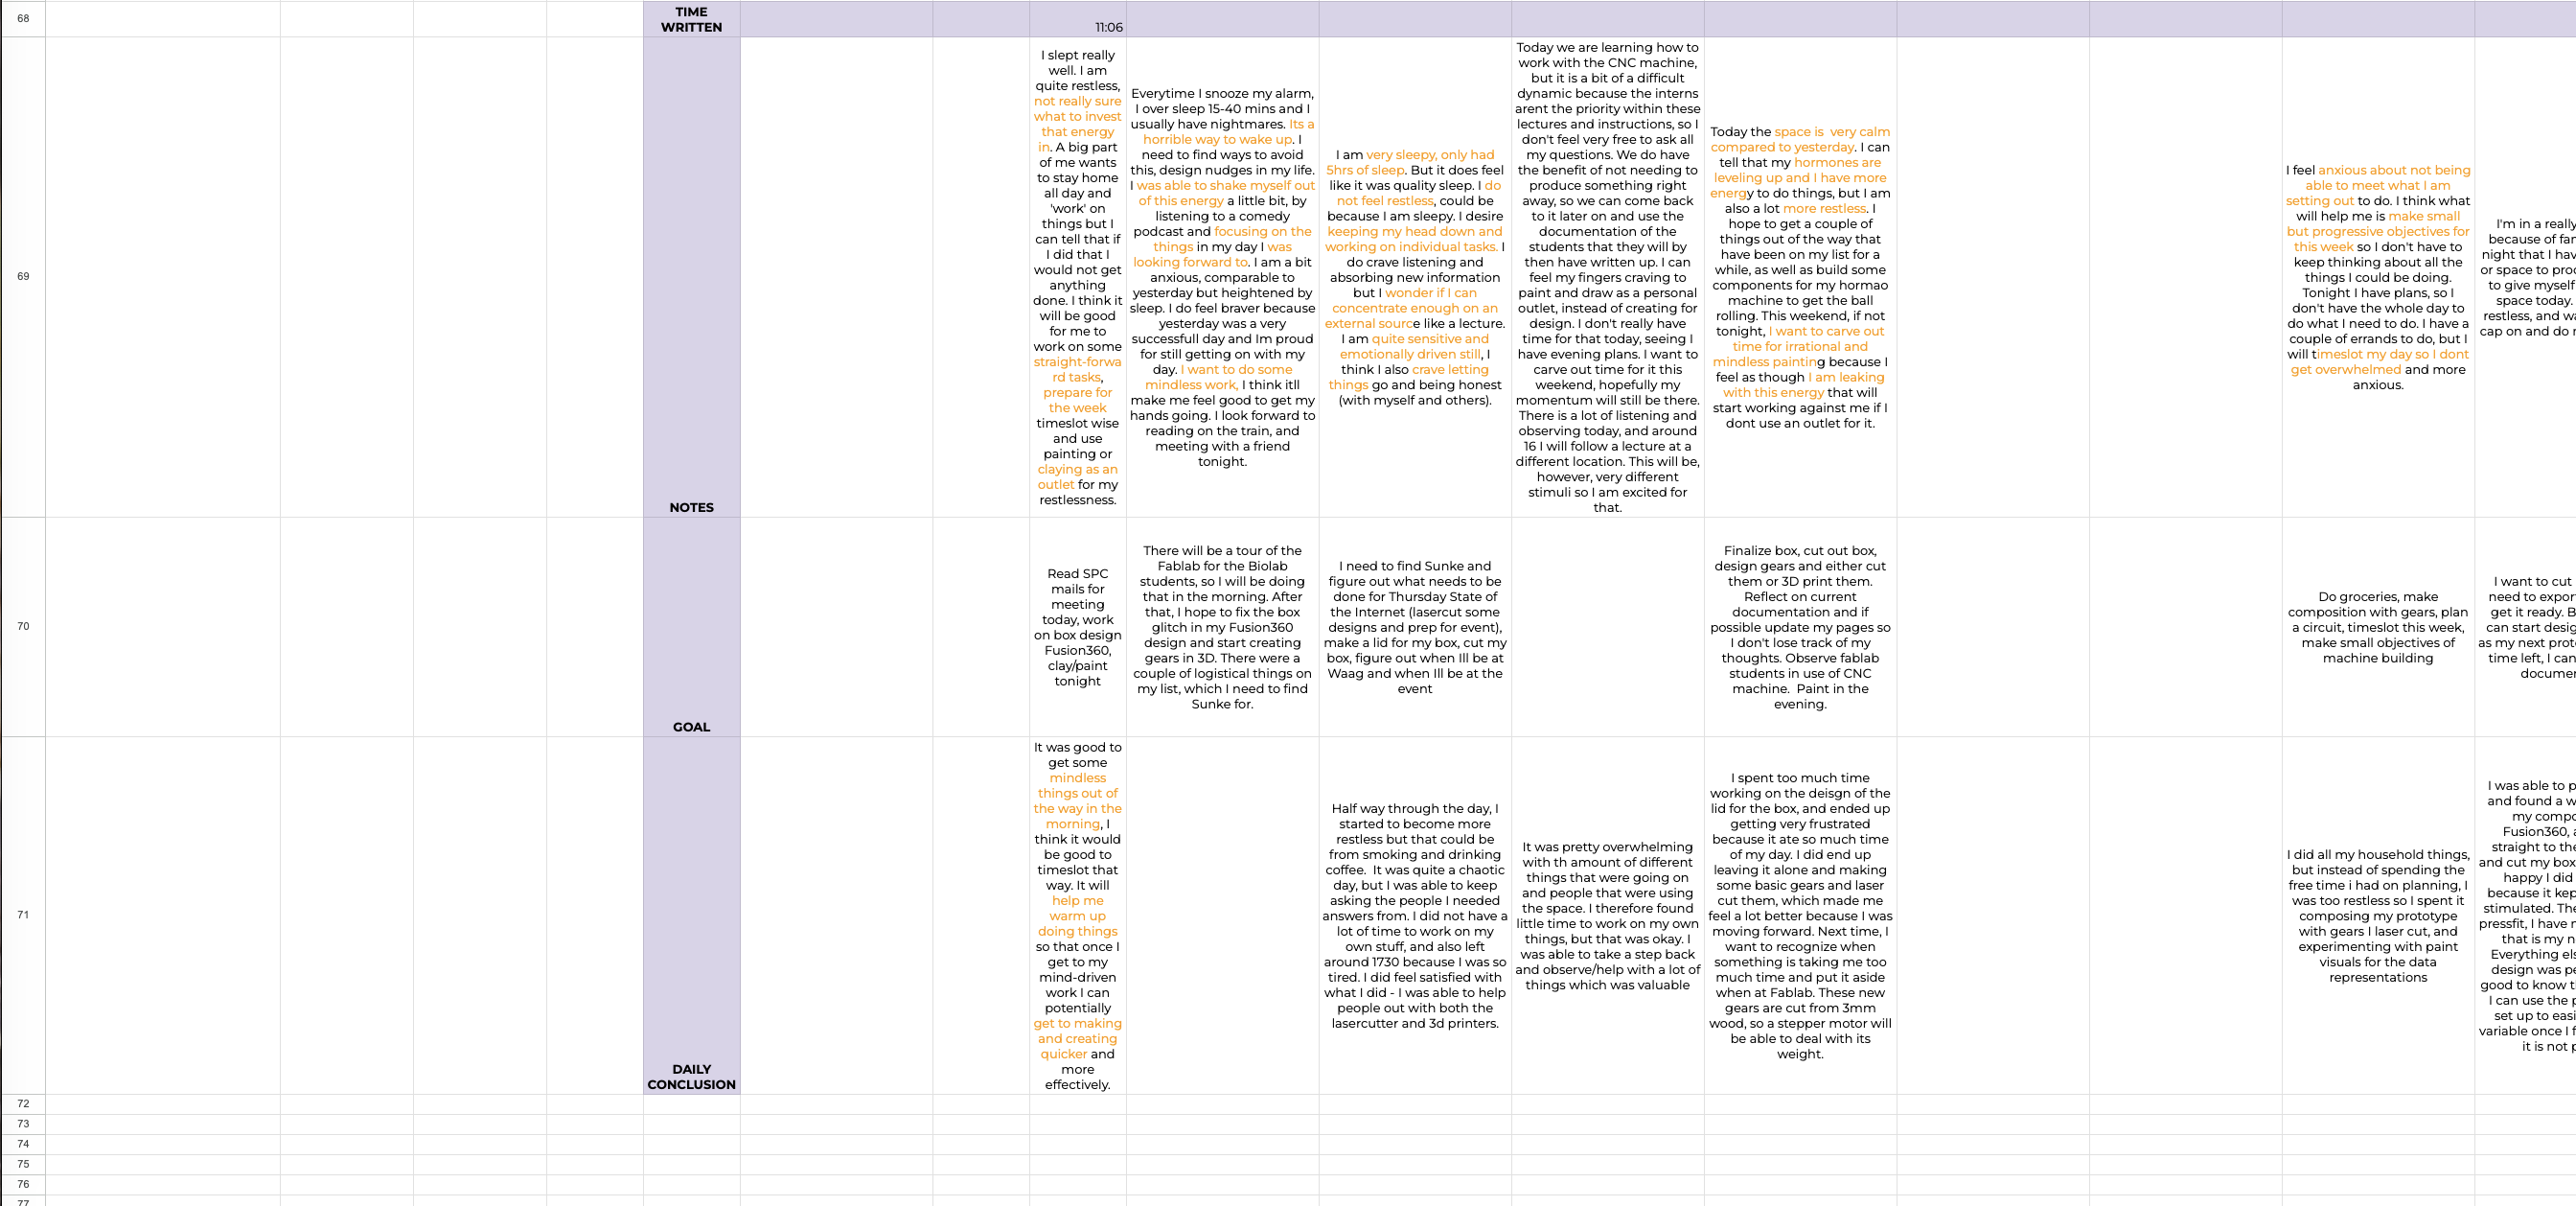 68
TIME
WRITTEN
11:06
69
NOTES
I slept really
well. I am
quite restless,
not really sure
what to invest
that energy
in. A big part
of me wants
to stay home
all day and
'work' on
things but I
can tell that if
I did that I
would not get
anything
done. I think it
will be good
for me to
work on some
straight-forwa
rd tasks,
prepare for
the week
timeslot wise
and use
painting or
claying as an
outlet for my
restlessness.
Everytime I snooze my alarm,
I over sleep 15-40 mins and I
usually have nightmares. Its a
horrible way to wake up. I
need to find ways to avoid
this, design nudges in my life.
I was able to shake myself out
of this energy a little bit, by
listening to a comedy
podcast and focusing on the
things in my day I was
looking forward to. I am a bit
anxious, comparable to
yesterday but heightened by
sleep. I do feel braver because
yesterday was a very
successful day and Im proud
for still getting on with my
day. I want to do some
mindless work, I think itll
make me feel good to get my
hands going. I look forward to
reading on the train, and
meeting with a friend
tonight.
I am very sleepy, only had
5hrs of sleep. But it does feel
like it was quality sleep. I do
not feel restless, could be
because I am sleepy. I desire
keeping my head down and
working on individual tasks. I
do crave listening and
absorbing new information
but I wonder if I can
concentrate enough on an
external source like a lecture.
I am quite sensitive and
emotionally driven still, I
think I also crave letting
things go and being honest
(with myself and others).
Today we are learning how to
work with the CNC machine,
but it is a bit of a difficult
dynamic because the interns
arent the priority within these
lectures and instructions, so I
don't feel very free to ask all
my questions. We do have
the benefit of not needing to
produce something right
away, so we can come back
to it later on and use the
documentation of the
students that they will by
then have written up. I can
feel my fingers craving to
paint and draw as a personal
outlet, instead of creating for
design. I don't really have
time for that today, seeing I
have evening plans. I want to
carve out time for it this
weekend, hopefully my
momentum will still be there.
There is a lot of listening and
observing today, and around
16 I will follow a lecture at a
different location. This will be,
however, very different
stimuli so I am excited for
that.
Today the space is very calm
compared to yesterday. I can
tell that my hormones are
leveling up and I have more
energy to do things, but I am
also a lot more restless. I
hope to get a couple of
things out of the way that
have been on my list for a
while, as well as build some
components for my hormao
machine to get the ball
rolling. This weekend, if not
tonight, I want to carve out
time for irrational and
mindless painting because I
feel as though I am leaking
with this energy that will
start working against me if I
dont use an outlet for it.
I feel anxious about not being
able to meet what I am
setting out to do. I think what
will help me is make small
but progressive objectives for
this week so I don't have to
keep thinking about all the
things I could be doing.
Tonight I have plans, so I
don't have the whole day to
do what I need to do. I have a
couple of errands to do, but I
will timeslot my day so I dont
get overwhelmed and more
anxious.
I'm in a really
because of fan
night that I hav
or space to proc
to give myself
space today.
restless, and wa
cap on and do r
70
GOAL
Read SPC
mails for
meeting
today, work
on box design
Fusion360,
clay/paint
tonight
There will be a tour of the
Fablab for the Biolab
students, so I will be doing
that in the morning. After
that, I hope to fix the box
glitch in my Fusion360
design and start creating
gears in 3D. There were a
couple of logistical things on
my list, which I need to find
Sunke for.
I need to find Sunke and
figure out what needs to be
done for Thursday State of
the Internet (lasercut some
designs and prep for event),
make a lid for my box, cut my
box, figure out when Ill be at
Waag and when Ill be at the
event
Finalize box, cut out box,
design gears and either cut
them or 3D print them.
Reflect on current
documentation and if
possible update my pages so
I don't lose track of my
thoughts. Observe fablab
students in use of CNC
machine. Paint in the
evening.
Do groceries, make
composition with gears, plan
a circuit, timeslot this week,
make small objectives of
machine building
I want to cut
need to expor
get it ready. B
can start desig
as my next prot
time left, I can
docume
71
DAILY
CONCLUSION
It was good to
get some
mindless
things out of
the way in the
morning, I
think it would
be good to
timeslot that
way. It will
help me
warm up
doing things
so that once I
get to my
mind-driven
work I can
potentially
get to making
and creating
quicker and
more
effectively.
Half way through the day, I
started to become more
restless but that could be
from smoking and drinking
coffee. It was quite a chaotic
day, but I was able to keep
asking the people I needed
answers from. I did not have a
lot of time to work on my
own stuff, and also left
around 1730 because I was so
tired. I did feel satisfied with
what I did - I was able to help
people out with both the
lasercutter and 3d printers.
It was pretty overwhelming
with th amount of different
things that were going on
and people that were using
the space. I therefore found
little time to work on my own
things, but that was okay. I
was able to take a step back
and observe/help with a lot of
things which was valuable
I spent too much time
working on the deisgn of the
lid for the box, and ended up
getting very frustrated
because it ate so much time
of my day. I did end up
leaving it alone and making
some basic gears and laser
cut them, which made me
feel a lot better because I was
moving forward. Next time, I
want to recognize when
something is taking me too
much time and put it aside
when at Fablab. These new
gears are cut from 3mm
wood, so a stepper motor will
be able to deal with its
weight.
I did all my household things,
but instead of spending the
free time i had on planning, I
was too restless so I spent it
composing my prototype
with gears I laser cut, and
experimenting with paint
visuals for the data
representations
I was able to p
and found a w
my compo
Fusion360, a
straight to the
and cut my box
happy I did
because it kep
stimulated. The
pressfit, I have n
that is my n
Everything els
design was pe
good to know th
I can use the p
set up to easi
variable once I f
it is not p
72
73
74
75
76
77